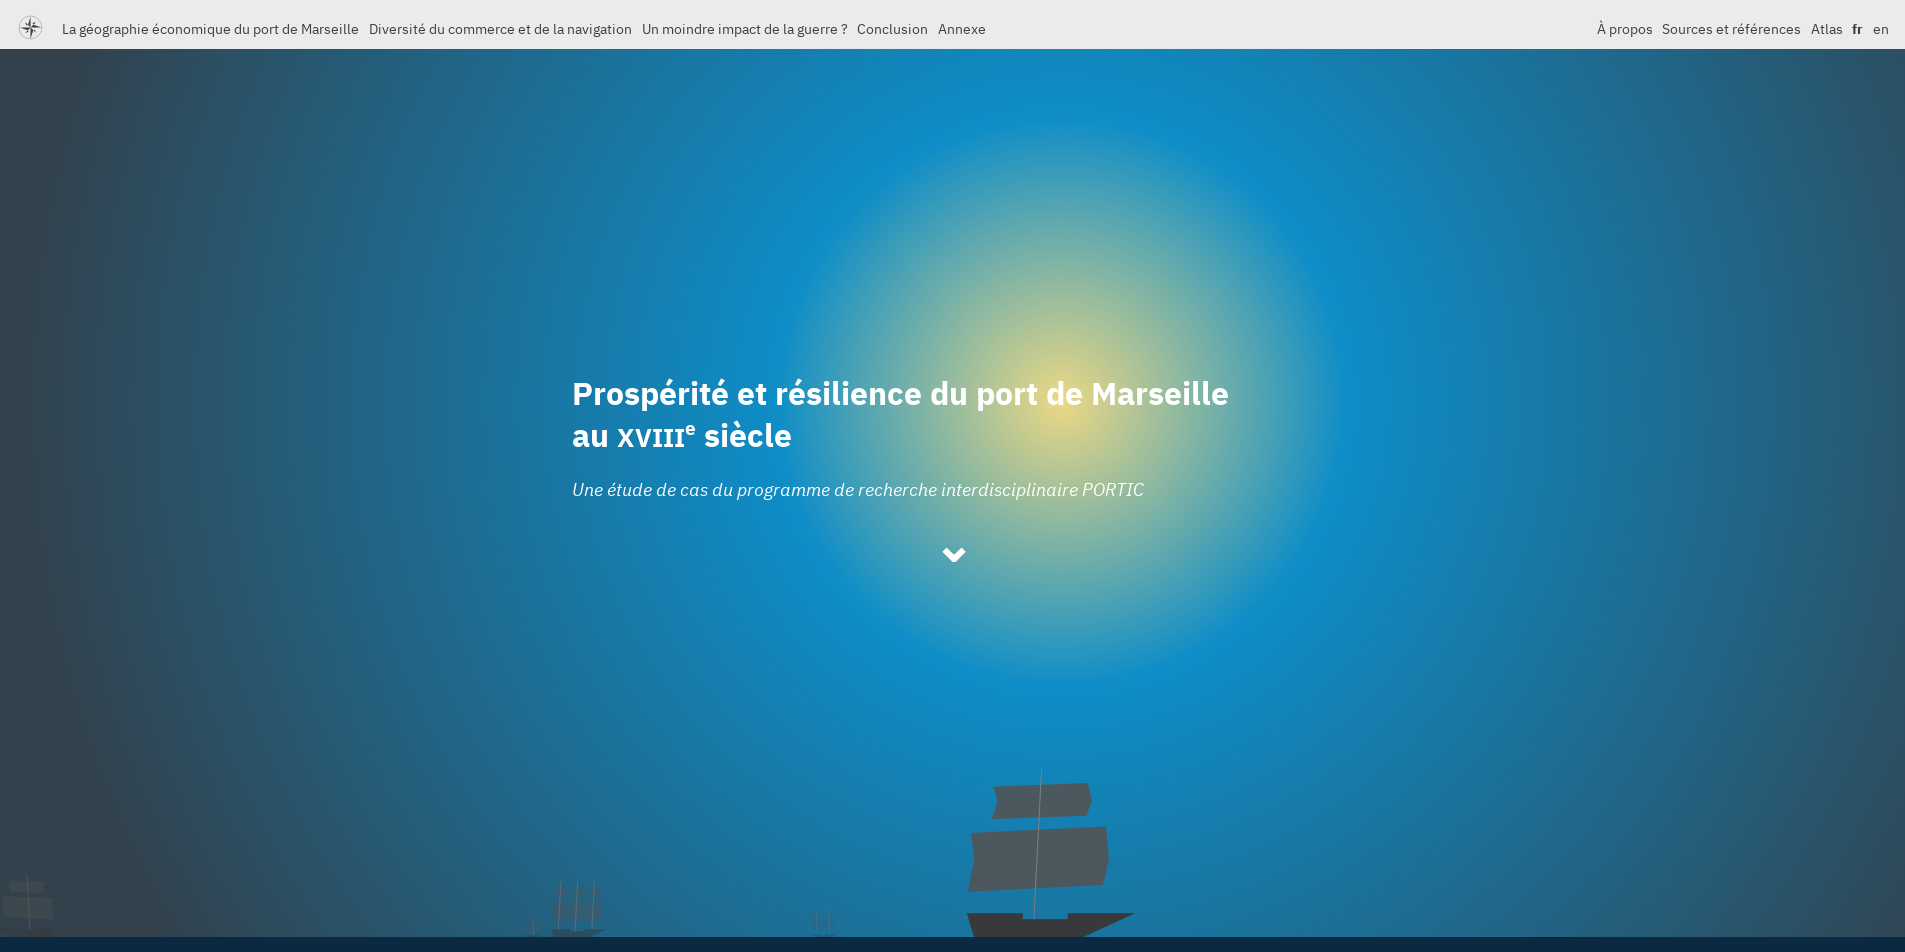 La géographie économique du port de Marseille Diversité du commerce et de la navigation Un moindre impact de la guerre ? Conclusion Annexe À propos Sources et références Atlas fr en
Prospérité et résilience du port de Marseille
au XVIIIe siècle
Une étude de cas du programme de recherche interdisciplinaire PORTIC